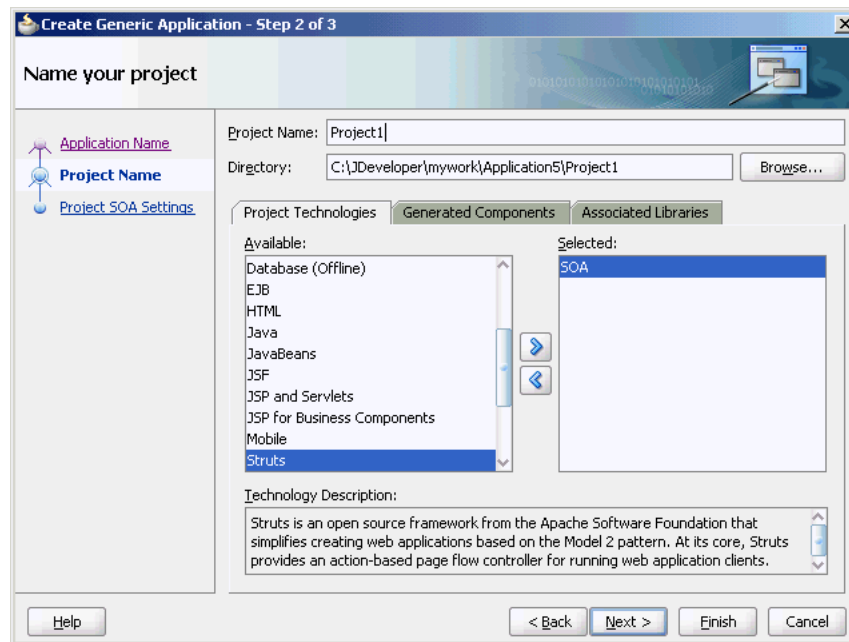 Create Generic Application - Step 2 of 3
Name your project
Application Name
Project Name
Project SOA Settings
Project Name: Project1
Directory: C:\JDeveloper\mywork\Application5\Project1 Browse...
Project Technologies Generated Components Associated Libraries
Available: Selected:
Database (Offline) SOA
EJB
HTML
Java
JavaBeans
JSF
JSP and Servlets
JSP for Business Components
Mobile
Struts
Technology Description:
Struts is an open source framework from the Apache Software Foundation that
simplifies creating web applications based on the Model 2 pattern. At its core, Struts
provides an action-based page flow controller for running web application clients.
Help < Back Next > Finish Cancel